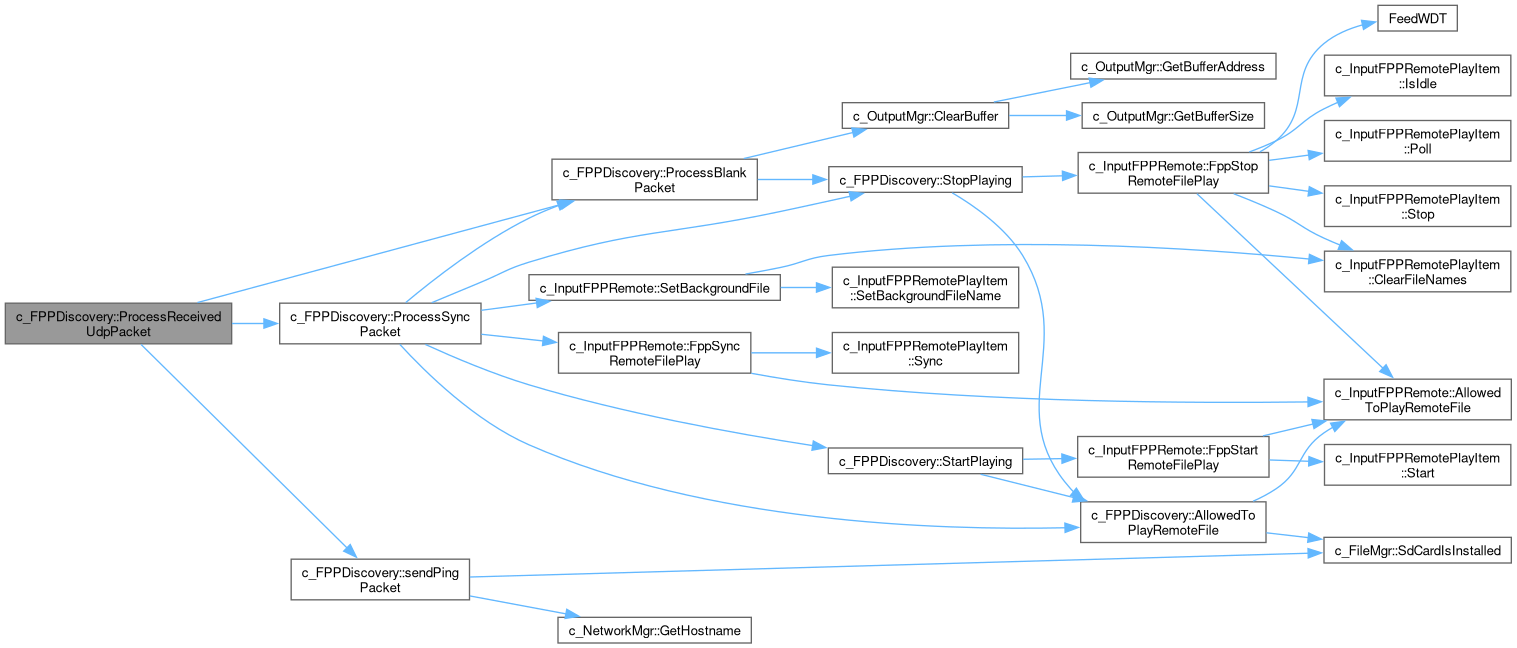 c_FPPDiscovery::ProcessReceived
UdpPacket
c_FPPDiscovery::ProcessBlank
Packet
c_OutputMgr::ClearBuffer
c_OutputMgr::GetBufferAddress
c_OutputMgr::GetBufferSize
c_FPPDiscovery::StopPlaying
c_InputFPPRemote::FppStop
RemoteFilePlay
FeedWDT
c_InputFPPRemotePlayItem
::IsIdle
c_InputFPPRemotePlayItem
::Poll
c_InputFPPRemotePlayItem
::Stop
c_InputFPPRemotePlayItem
::ClearFileNames
c_FPPDiscovery::ProcessSync
Packet
c_InputFPPRemote::SetBackgroundFile
c_InputFPPRemotePlayItem
::SetBackgroundFileName
c_InputFPPRemote::FppSync
RemoteFilePlay
c_InputFPPRemotePlayItem
::Sync
c_InputFPPRemote::Allowed
ToPlayRemoteFile
c_FPPDiscovery::StartPlaying
c_InputFPPRemote::FppStart
RemoteFilePlay
c_InputFPPRemotePlayItem
::Start
c_FPPDiscovery::AllowedTo
PlayRemoteFile
c_FileMgr::SdCardIsInstalled
c_FPPDiscovery::sendPing
Packet
c_NetworkMgr::GetHostname